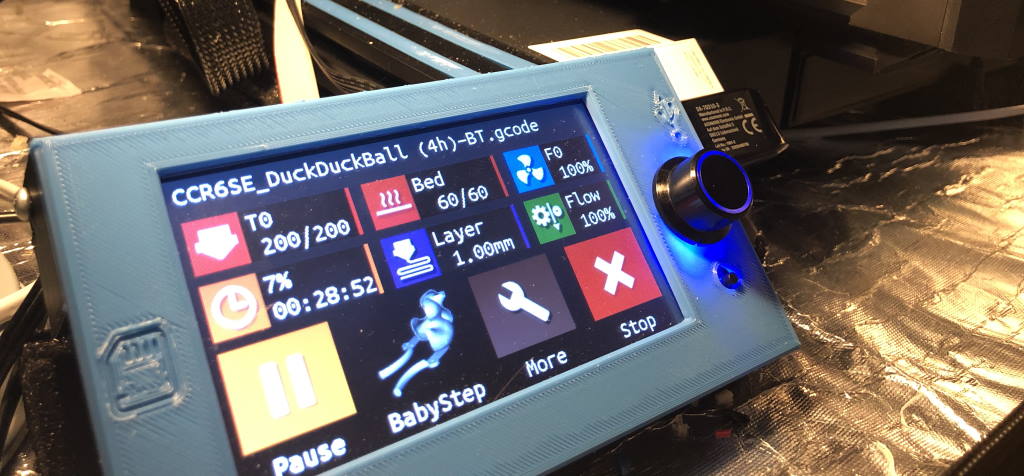 CCR6SE_DuckDuckBall (4h)-BT.gcode
T0
200/200
Bed
60/60
F0
100%
7%
00:28:52
Layer
1.00mm
Flow
100%
Pause
BabyStep
More
Stop
CE